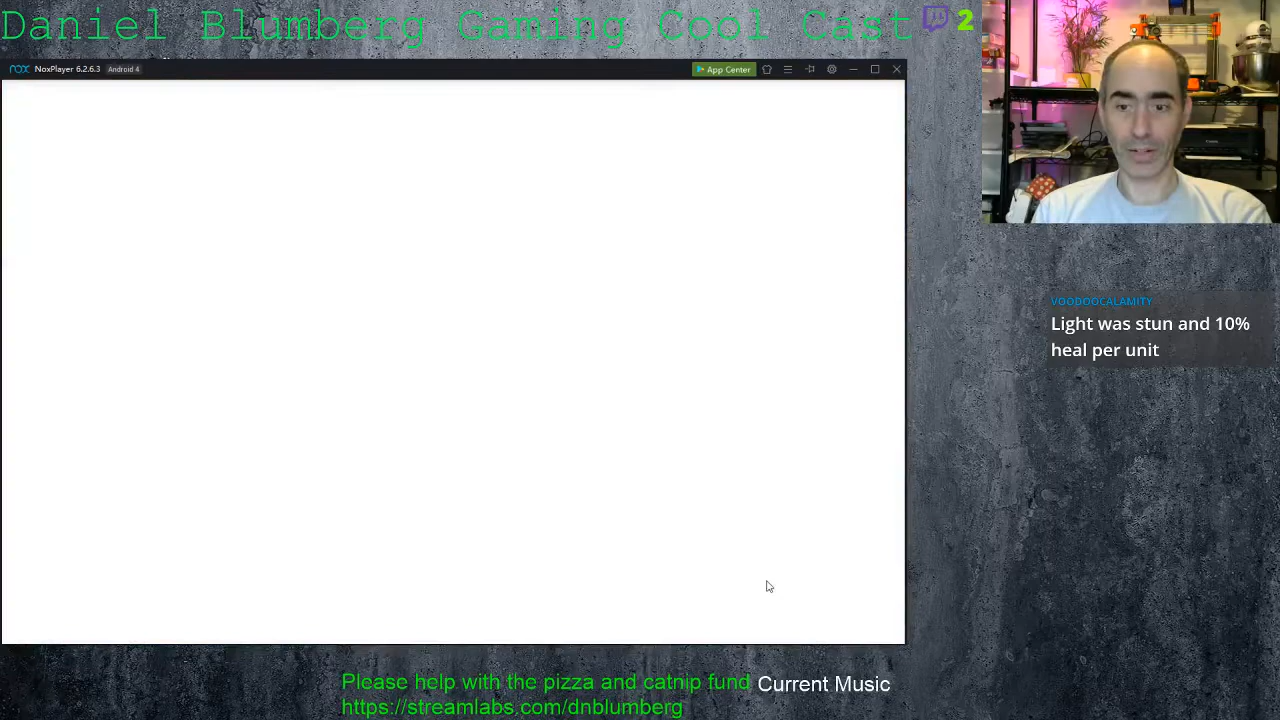 Daniel Blumberg Gaming Cool Cast 2
nox NoxPlayer 6.2.6.3 Android 4 App Center
VOODOOCALAMITY
Light was stun and 10%
heal per unit
Please help with the pizza and catnip fund Current Music
https://streamlabs.com/dnblumberg